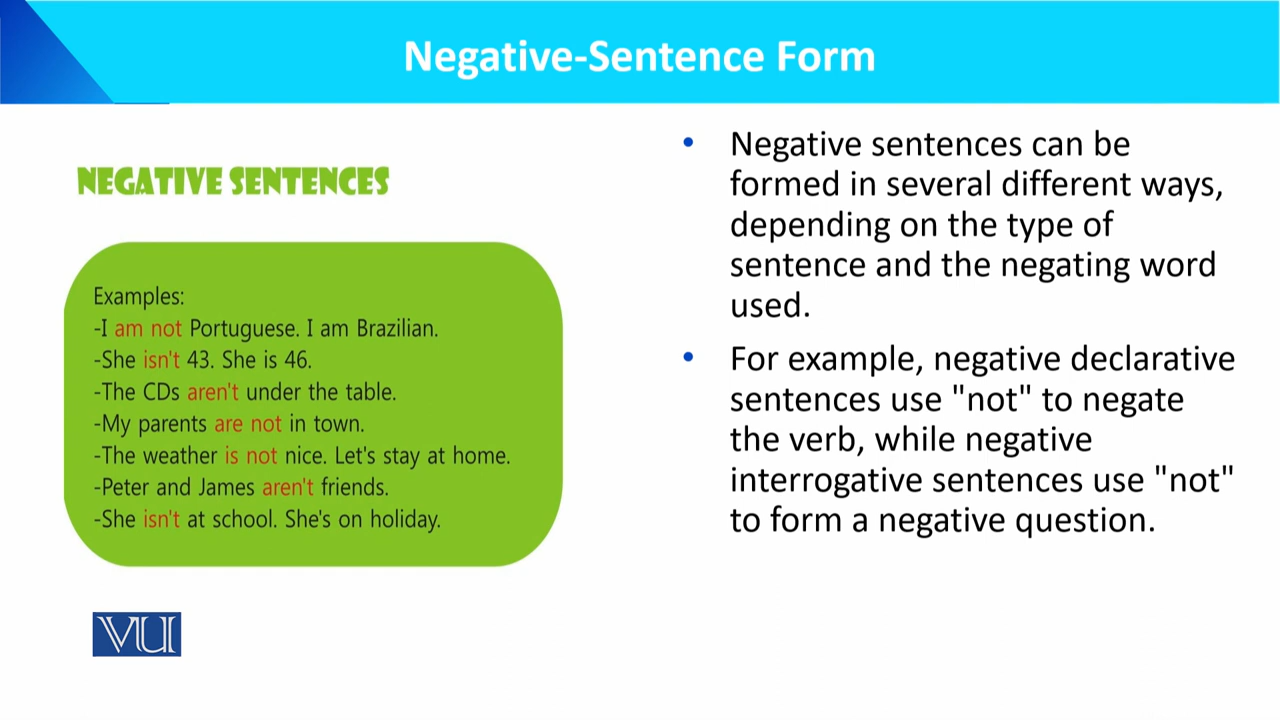 Negative-Sentence Form
NEGATIVE SENTENCES
Examples:
-I am not Portuguese. I am Brazilian.
-She isn't 43. She is 46.
-The CDs aren't under the table.
-My parents are not in town.
-The weather is not nice. Let's stay at home.
-Peter and James aren't friends.
-She isn't at school. She's on holiday.
VU
• Negative sentences can be
formed in several different ways,
depending on the type of
sentence and the negating word
used.
• For example, negative declarative
sentences use "not" to negate
the verb, while negative
interrogative sentences use "not"
to form a negative question.